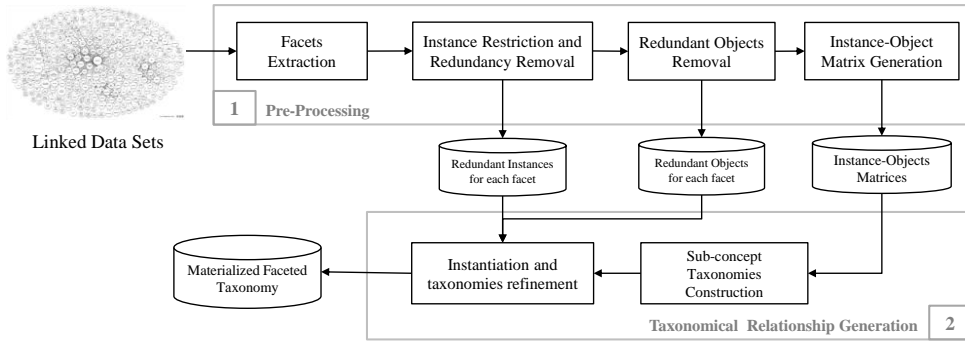 Facets
Extraction
Instance Restriction and
Redundancy Removal
Redundant Objects
Removal
Instance-Object
Matrix Generation
1 Pre-Processing
Linked Data Sets
Redundant Instances
for each facet
Redundant Objects
for each facet
Instance-Objects
Matrices
Materialized Faceted
Taxonomy
Instantiation and
taxonomies refinement
Sub-concept
Taxonomies
Construction
Taxonomical Relationship Generation 2